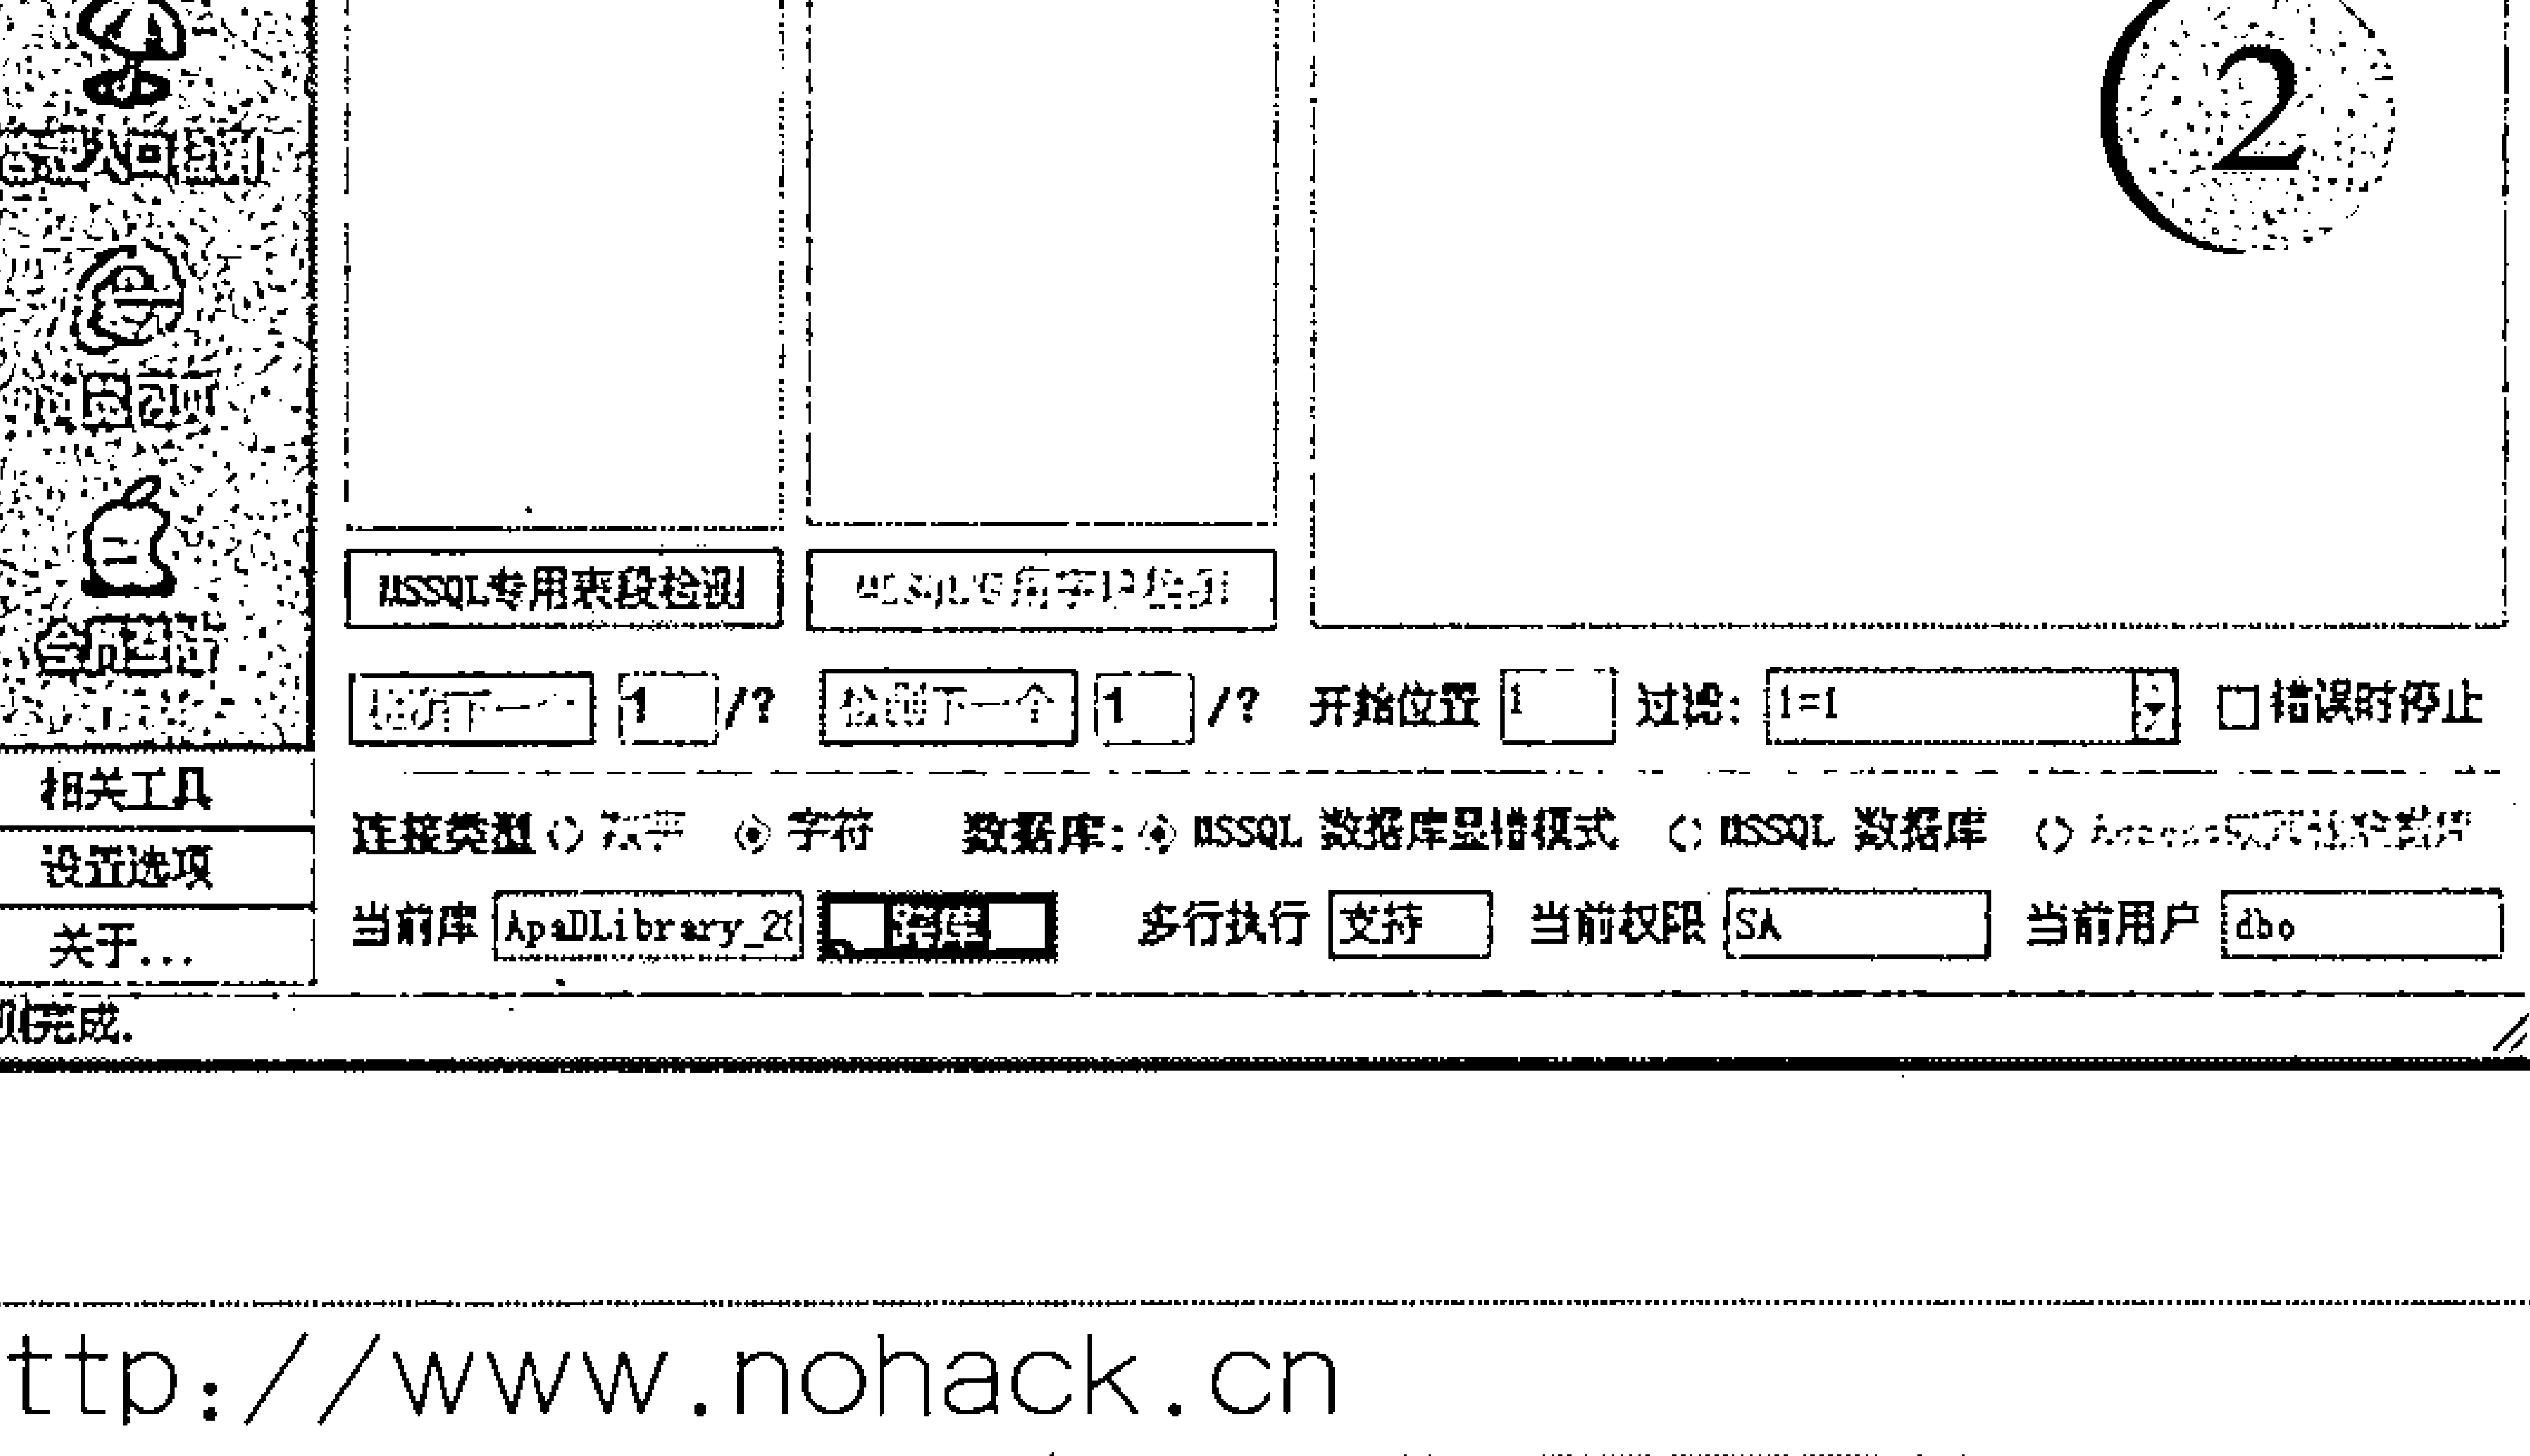 2
MSSQL专用表段检测
检测下一个 1 /? 检测下一个 1 /? 开始位置 1 过滤: 1=1 错误时停止
相关工具
连接类型 字符 数据库: MSSQL 数据库显错模式 MSSQL 数据库
设置选项
当前库 ApaDLibrary_2 跨库 多行执行 支持 当前权限 SA 当前用户 dbo
关于...
测完成.
ttp://www.nohack.cn